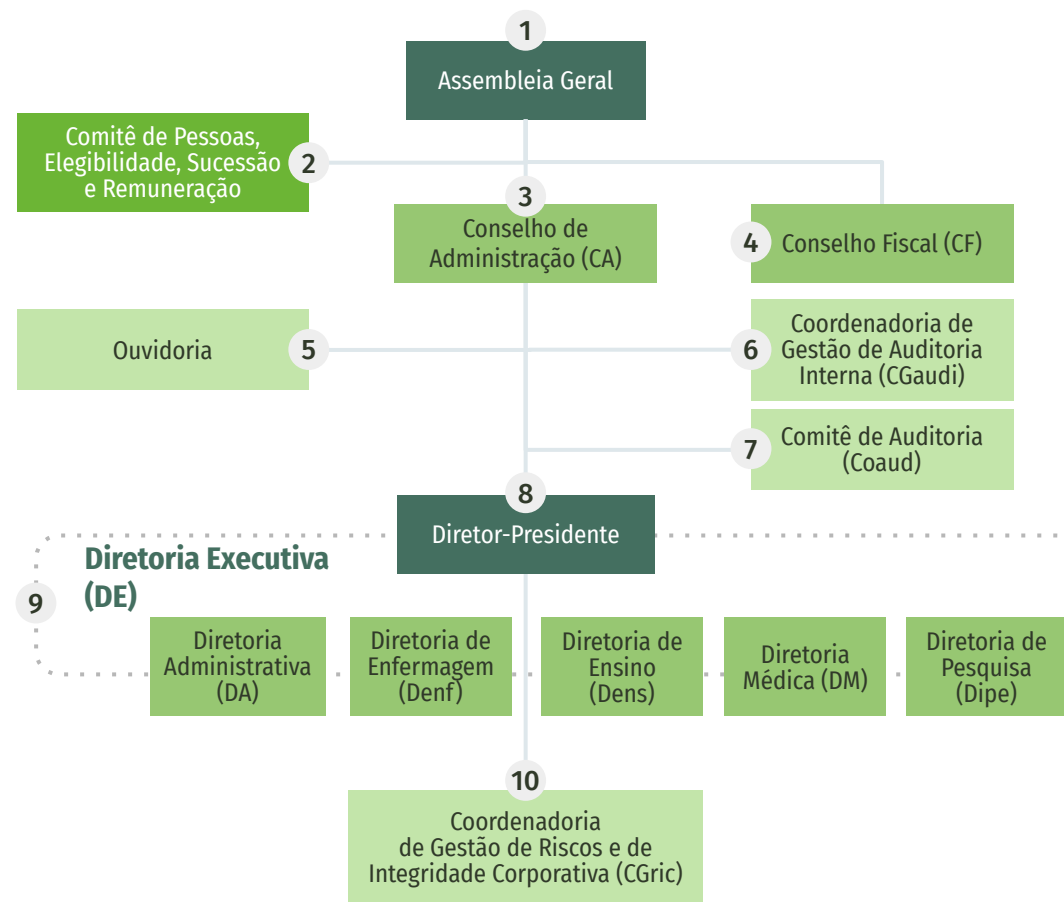 1
Assembleia Geral
Comitê de Pessoas,
Elegibilidade, Sucessão
e Remuneração
2
3
Conselho de
Administração (CA)
4
Conselho Fiscal (CF)
Ouvidoria
5
6
Coordenadoria de
Gestão de Auditoria
Interna (CGaudi)
7
Comitê de Auditoria
(Coaud)
8
Diretor-Presidente
Diretoria Executiva
(DE)
9
Diretoria
Administrativa
(DA)
Diretoria de
Enfermagem
(Denf)
Diretoria de
Ensino
(Dens)
Diretoria
Médica (DM)
Diretoria de
Pesquisa
(Dipe)
10
Coordenadoria
de Gestão de Riscos e de
Integridade Corporativa (CGric)